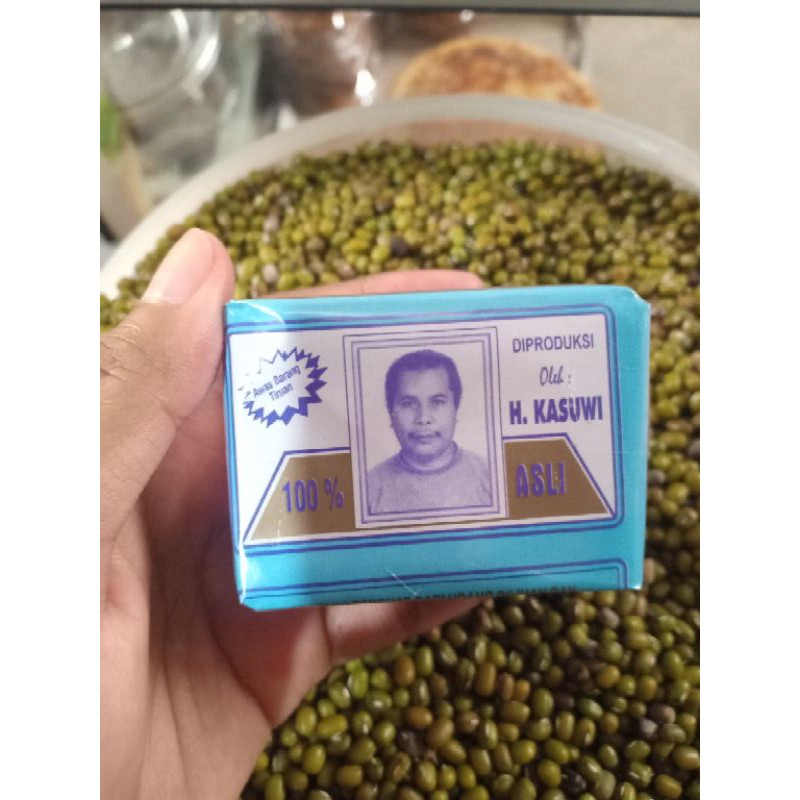 Awas Barang
Tiruan
DIPRODUKSI
Oleh :
H. KASUWI
100 %
ASLI